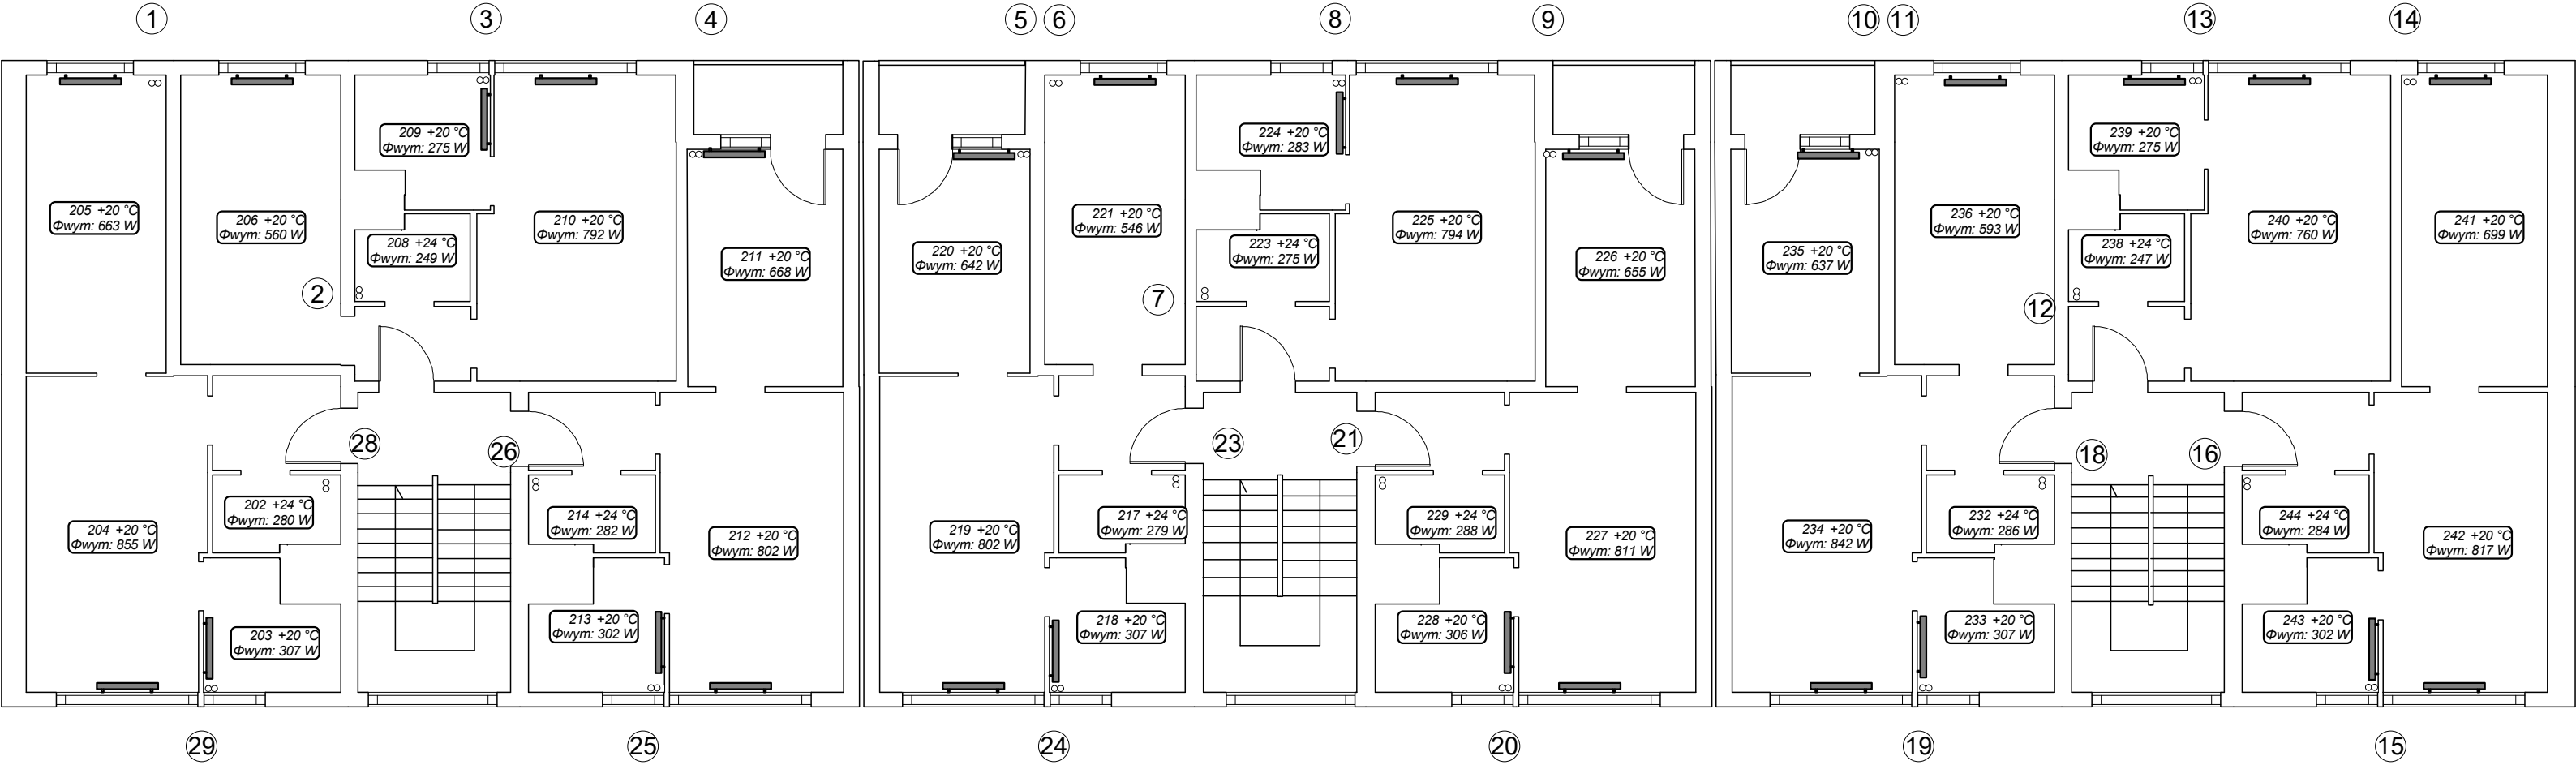 1
3
4
5
6
8
9
10
11
13
14
209 +20 °C
Φwym: 275 W
224 +20 °C
Φwym: 283 W
239 +20 °C
Φwym: 275 W
205 +20 °C
Φwym: 663 W
206 +20 °C
Φwym: 560 W
210 +20 °C
Φwym: 792 W
221 +20 °C
Φwym: 546 W
225 +20 °C
Φwym: 794 W
236 +20 °C
Φwym: 593 W
240 +20 °C
Φwym: 760 W
241 +20 °C
Φwym: 699 W
208 +24 °C
Φwym: 249 W
211 +20 °C
Φwym: 668 W
220 +20 °C
Φwym: 642 W
223 +24 °C
Φwym: 275 W
226 +20 °C
Φwym: 655 W
235 +20 °C
Φwym: 637 W
238 +24 °C
Φwym: 247 W
2
7
12
28
26
23
21
18
16
202 +24 °C
Φwym: 280 W
204 +20 °C
Φwym: 855 W
214 +24 °C
Φwym: 282 W
212 +20 °C
Φwym: 802 W
219 +20 °C
Φwym: 802 W
217 +24 °C
Φwym: 279 W
229 +24 °C
Φwym: 288 W
227 +20 °C
Φwym: 811 W
234 +20 °C
Φwym: 842 W
232 +24 °C
Φwym: 286 W
244 +24 °C
Φwym: 284 W
242 +20 °C
Φwym: 817 W
203 +20 °C
Φwym: 307 W
213 +20 °C
Φwym: 302 W
218 +20 °C
Φwym: 307 W
228 +20 °C
Φwym: 306 W
233 +20 °C
Φwym: 307 W
243 +20 °C
Φwym: 302 W
29
25
24
20
19
15